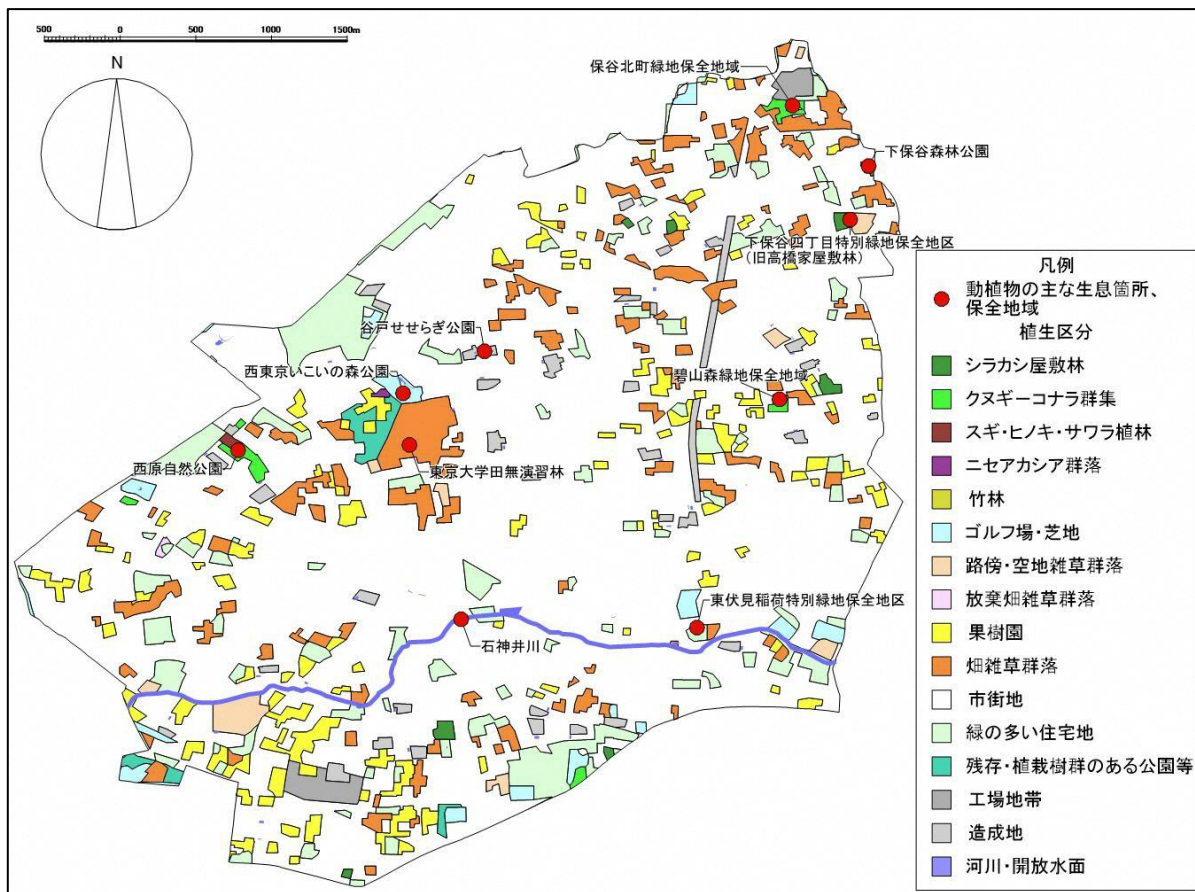 500 0 500 1000 1500m
N
保谷北町緑地保全地域
下保谷森林公園
下保谷四丁目特別緑地保全地区
（旧高橋家屋敷林）
谷戸せせらぎ公園
西東京いこいの森公園
碧山森緑地保全地域
西原自然公園
東京大学田無演習林
東伏見稲荷特別緑地保全地区
石神井川
凡例
動植物の主な生息箇所、
保全地域
植生区分
シラカシ屋敷林
クヌギーコナラ群集
スギ・ヒノキ・サワラ植林
ニセアカシア群落
竹林
ゴルフ場・芝地
路傍・空地雑草群落
放棄畑雑草群落
果樹園
畑雑草群落
市街地
緑の多い住宅地
残存・植栽樹群のある公園等
工場地帯
造成地
河川・開放水面